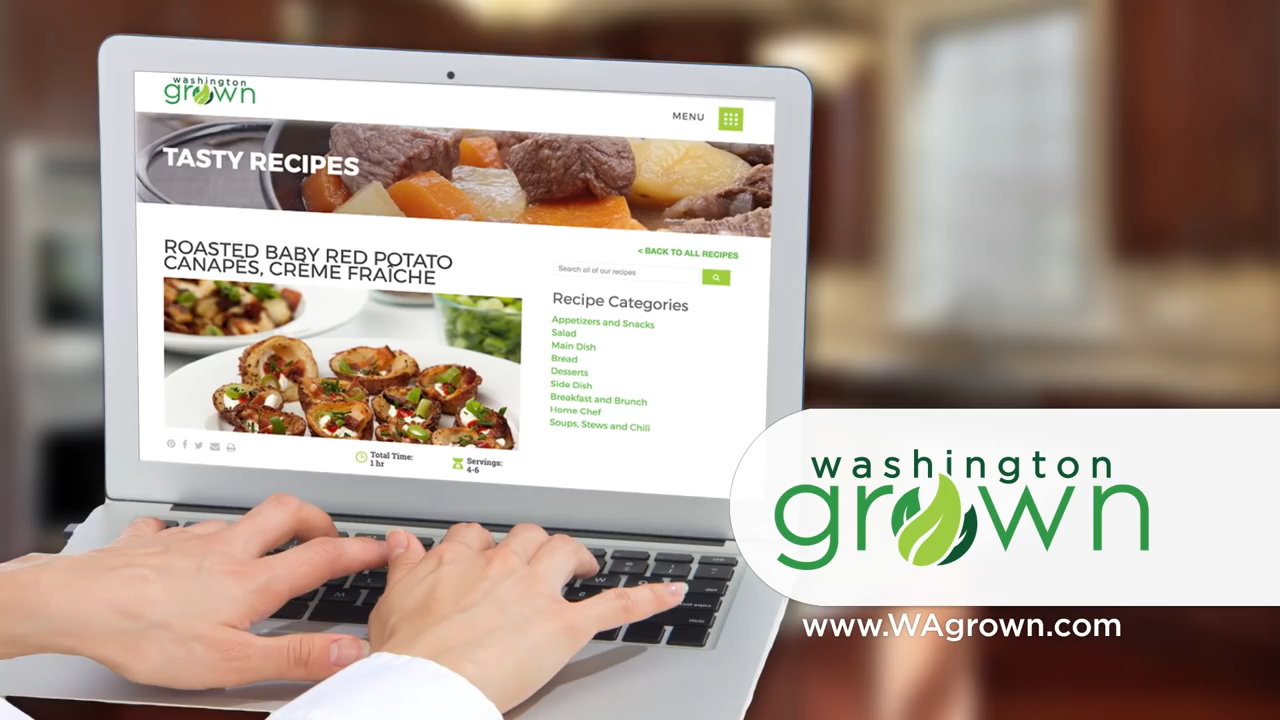 washington
grown
MENU
TASTY RECIPES
< BACK TO ALL RECIPES
ROASTED BABY RED POTATO
CANAPES, CRÈME FRAÎCHE
Search all of our recipes
Recipe Categories
Appetizers and Snacks
Salad
Main Dish
Bread
Desserts
Side Dish
Breakfast and Brunch
Home Chef
Soups, Stews and Chili
Total Time:
1 hr
Servings:
4-6
washington
grown
www.WAgrown.com